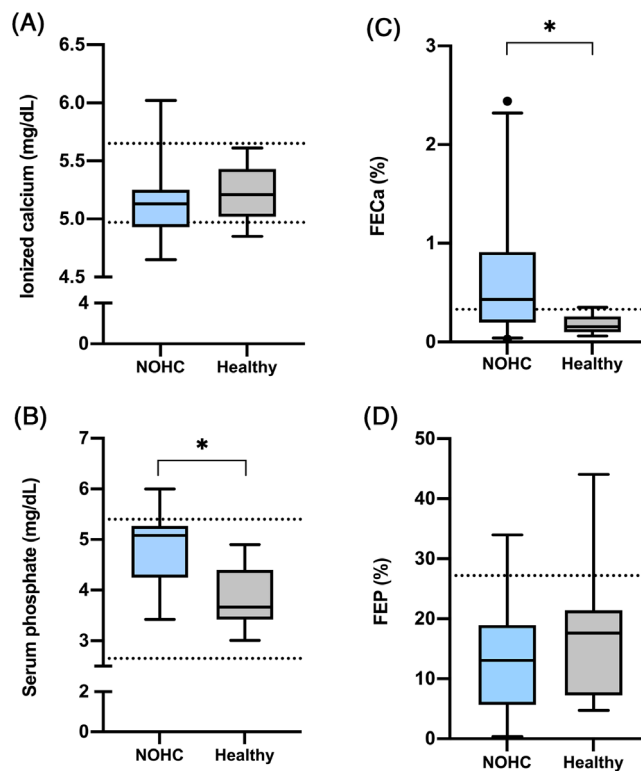 (A)
Ionized calcium (mg/dL)
6.5
6.0
5.5
5.0
4.5
4
0
NOHC Healthy
(B)
Serum phosphate (mg/dL)
*
7
6
5
4
3
2
0
NOHC Healthy
(C)
FECa (%)
*
3
2
1
0
NOHC Healthy
(D)
FEP (%)
50
40
30
20
10
0
NOHC Healthy